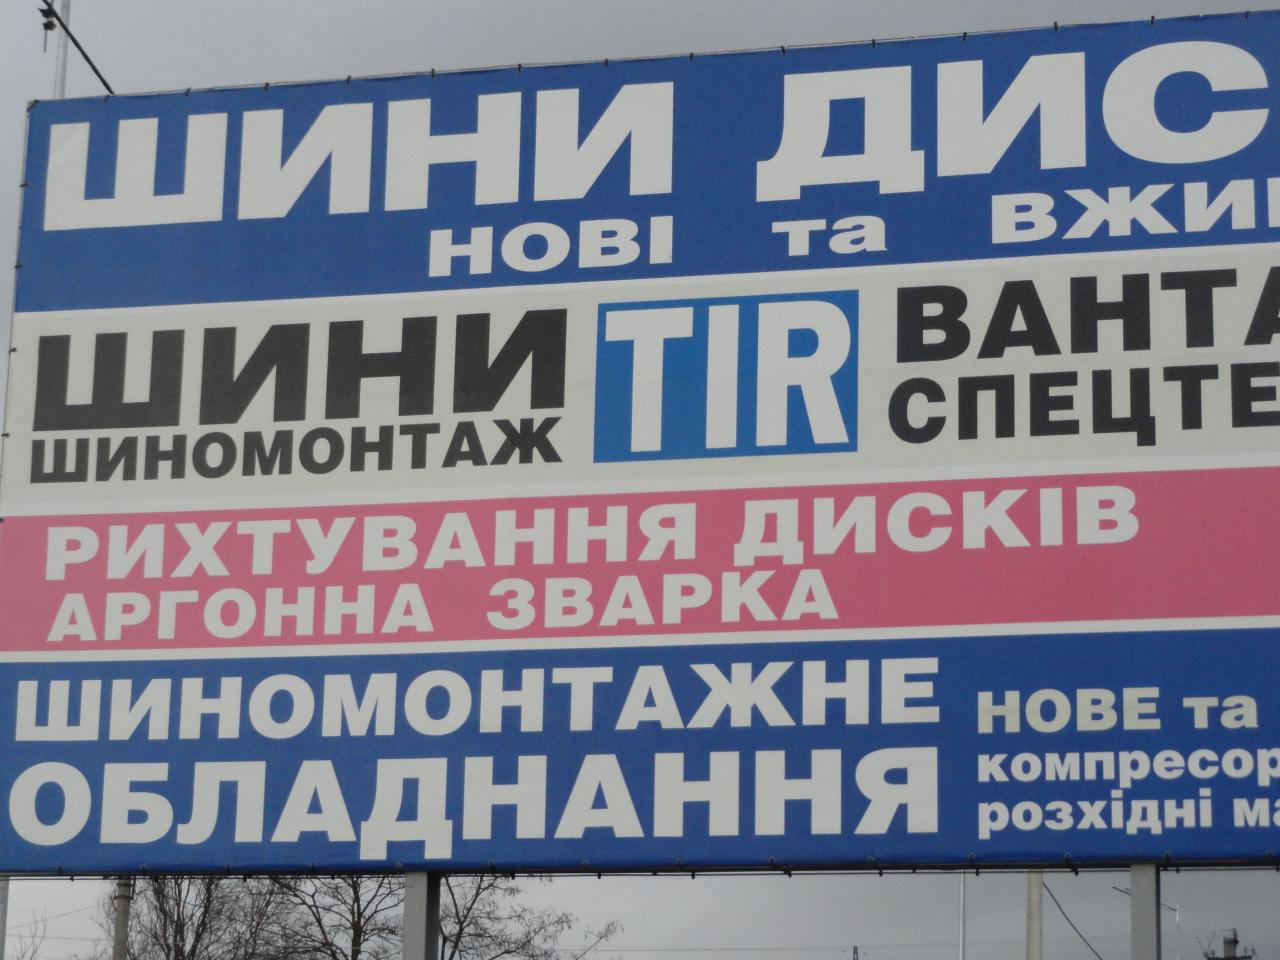 ШИНИ ДИС
НОВІ та ВЖИ
ШИНИ TIR ВАНТА
ШИНОМОНТАЖ СПЕЦТЕ
РИХТУВАННЯ ДИСКІВ
АРГОННА ЗВАРКА
ШИНОМОНТАЖНЕ НОВЕ та
ОБЛАДНАННЯ компресор
розхідні ма